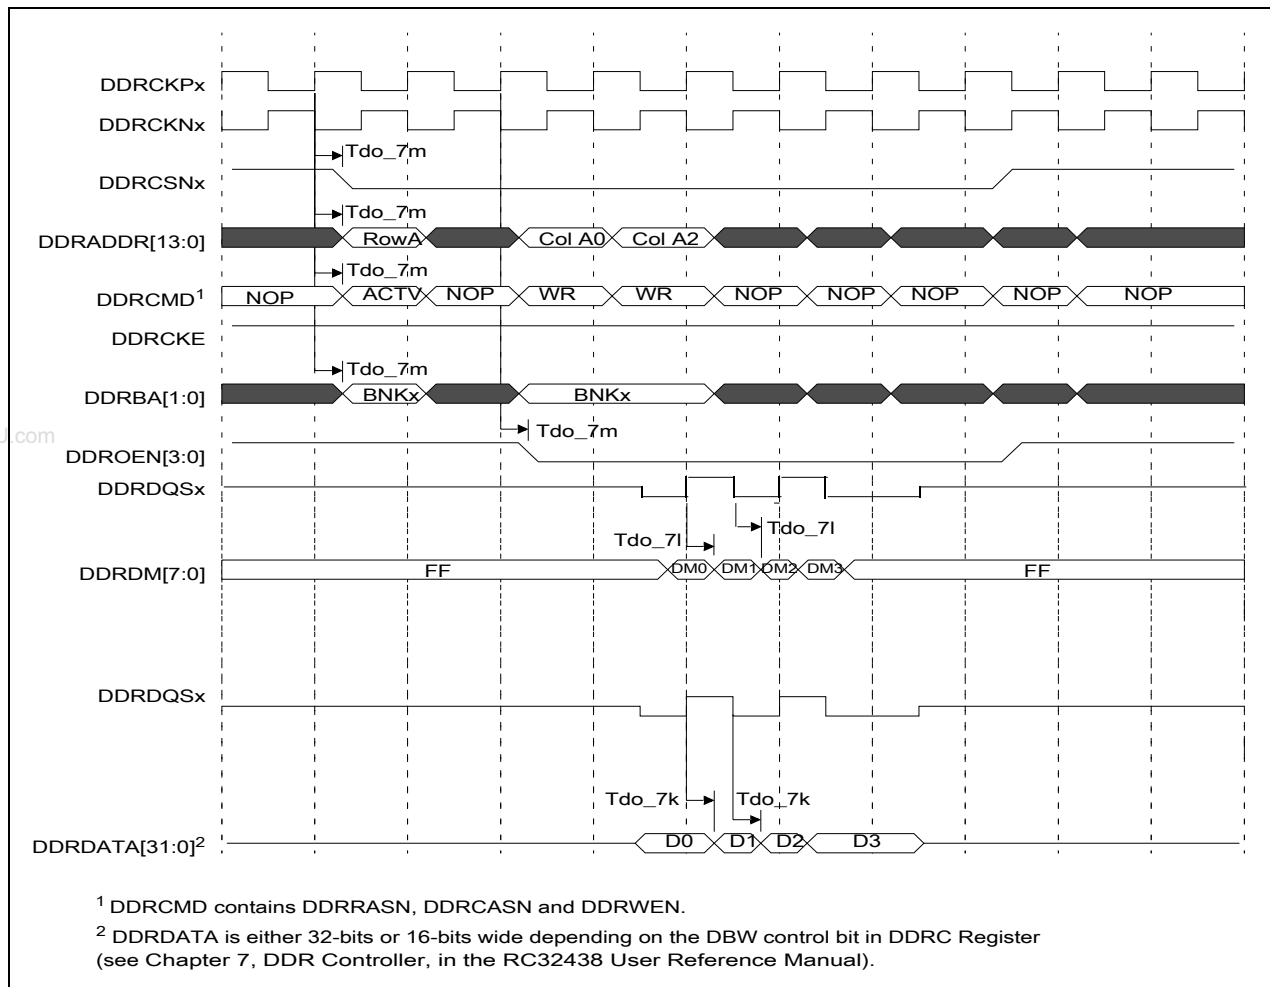 DDRCKPx
DDRCKNx
Tdo_7m
DDRCSNx
Tdo_7m
DDRADDR[13:0] RowA Col A0 Col A2
Tdo_7m
DDRCMD1 NOP ACTV NOP WR WR NOP NOP NOP NOP NOP
DDRCKE
Tdo_7m
DDRBA[1:0] BNKx BNKx
Tdo_7m
J.com
DDROEN[3:0]
DDRDQSx
Tdo_7l Tdo_7l
DDRDM[7:0] FF DM0 DM1 DM2 DM3 FF
DDRDQSx
Tdo_7k Tdo_7k
DDRDATA[31:0]2 D0 D1 D2 D3
1 DDRCMD contains DDRRASN, DDRCASN and DDRWEN.
2 DDRDATA is either 32-bits or 16-bits wide depending on the DBW control bit in DDRC Register
(see Chapter 7, DDR Controller, in the RC32438 User Reference Manual).